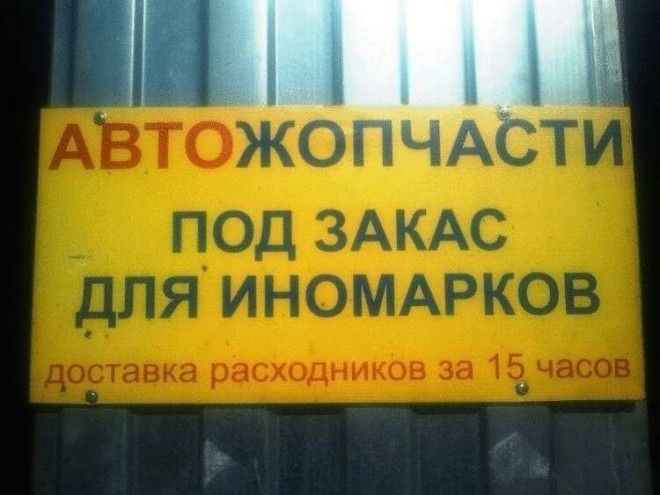 АВТОЖОПЧАСТИ
ПОД ЗАКАС
ДЛЯ ИНОМАРКОВ
доставка расходников за 15 часов